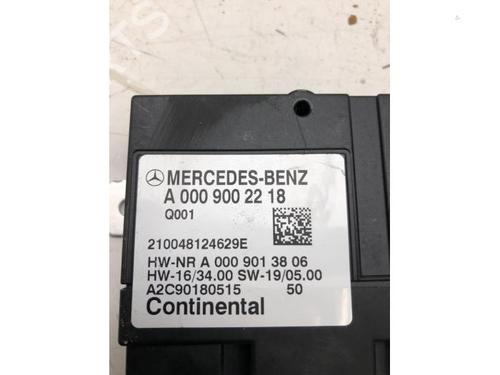 MERCEDES-BENZ
A 000 900 22 18
Q001
210048124629E
HW-NR A 000 901 38 06
HW-16/34.00 SW-19/05.00
A2C90180515 50
Continental